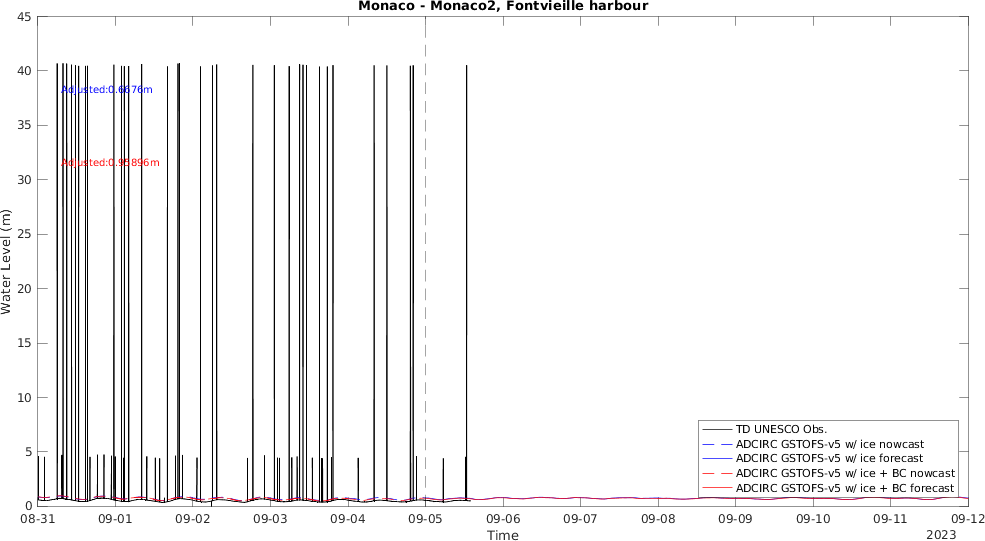 Monaco - Monaco2, Fontvieille harbour
45
40
35
30
25
20
15
10
5
0
Water Level (m)
Adjusted:0.6676m
Adjusted:0.95896m
TD UNESCO Obs.
ADCIRC GSTOFS-v5 w/ ice nowcast
ADCIRC GSTOFS-v5 w/ ice forecast
ADCIRC GSTOFS-v5 w/ ice + BC nowcast
ADCIRC GSTOFS-v5 w/ ice + BC forecast
08-31 09-01 09-02 09-03 09-04 09-05 09-06 09-07 09-08 09-09 09-10 09-11 09-12
Time
2023